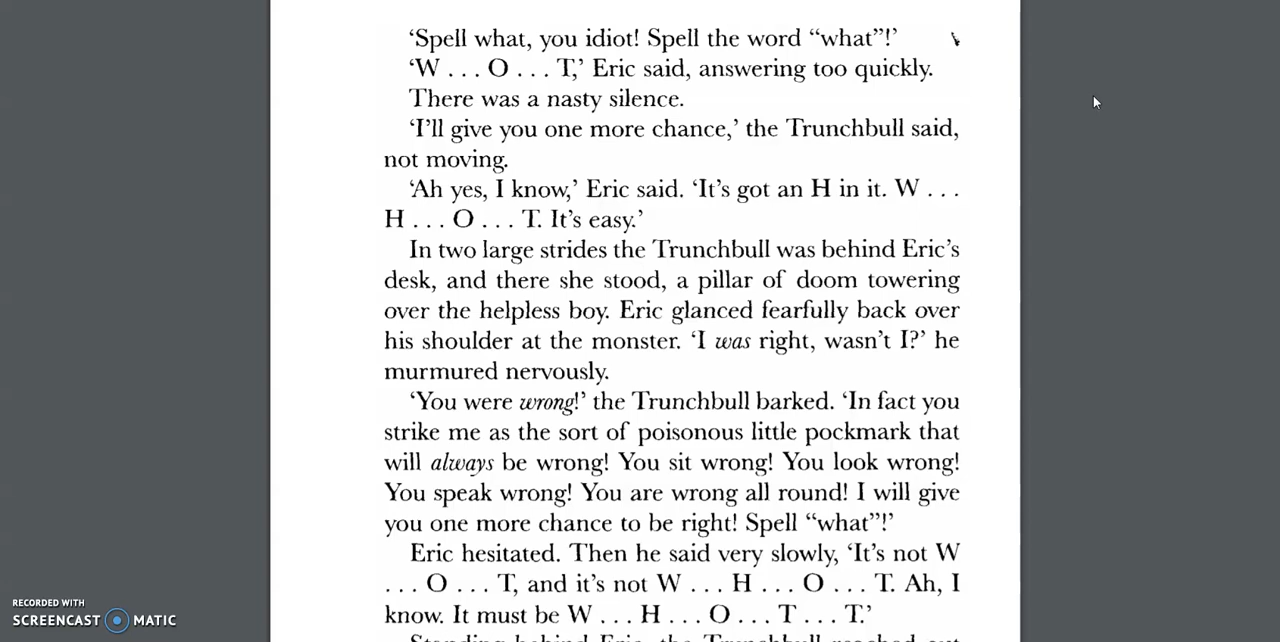 ‘Spell what, you idiot! Spell the word “what”!’
‘W . . . O . . . T,’ Eric said, answering too quickly.
There was a nasty silence.
‘I’ll give you one more chance,’ the Trunchbull said,
not moving.
‘Ah yes, I know,’ Eric said. ‘It’s got an H in it. W . . .
H . . . O . . . T. It’s easy.’
In two large strides the Trunchbull was behind Eric’s
desk, and there she stood, a pillar of doom towering
over the helpless boy. Eric glanced fearfully back over
his shoulder at the monster. ‘I was right, wasn’t I?’ he
murmured nervously.
‘You were wrong!’ the Trunchbull barked. ‘In fact you
strike me as the sort of poisonous little pockmark that
will always be wrong! You sit wrong! You look wrong!
You speak wrong! You are wrong all round! I will give
you one more chance to be right! Spell “what”!’
Eric hesitated. Then he said very slowly, ‘It’s not W
. . . O . . . T, and it’s not W . . . H . . . O . . . T. Ah, I
know. It must be W . . . H . . . O . . . T . . . T.’
Standing behind Eric, the Trunchbull reached out
RECORDED WITH
SCREENCAST MATIC